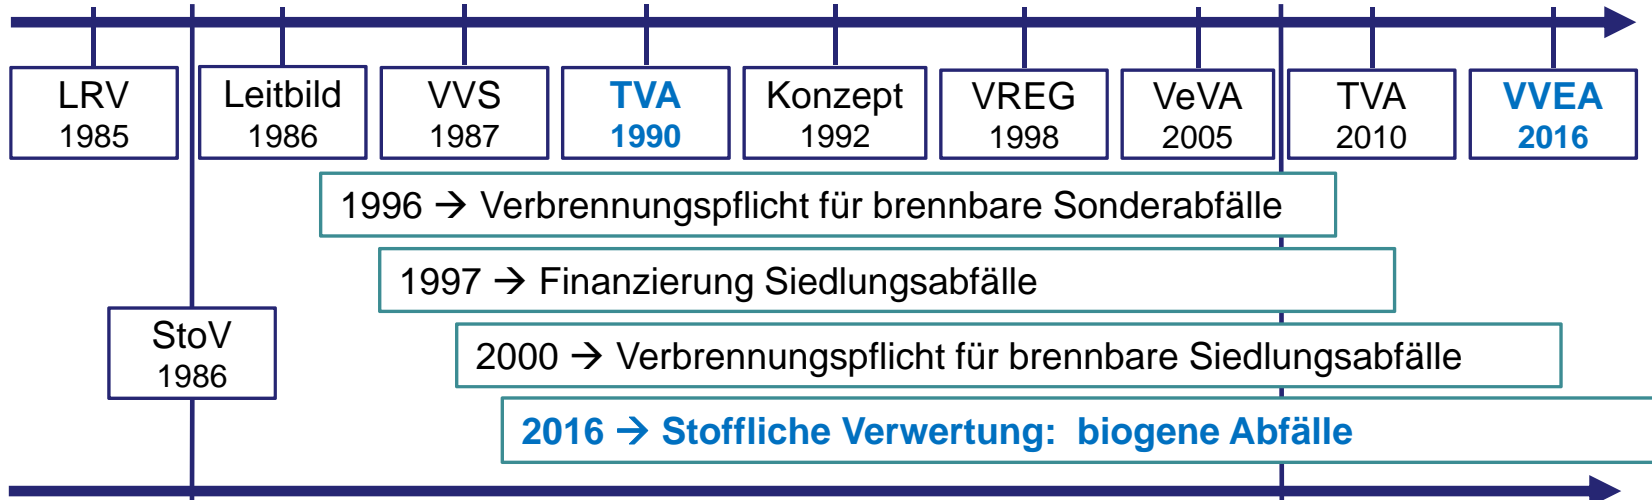 LRV
1985
Leitbild
1986
VVS
1987
TVA
1990
Konzept
1992
VREG
1998
VeVA
2005
TVA
2010
VVEA
2016
1996 → Verbrennungspflicht für brennbare Sonderabfälle
1997 → Finanzierung Siedlungsabfälle
StoV
1986
2000 → Verbrennungspflicht für brennbare Siedlungsabfälle
2016 → Stoffliche Verwertung: biogene Abfälle